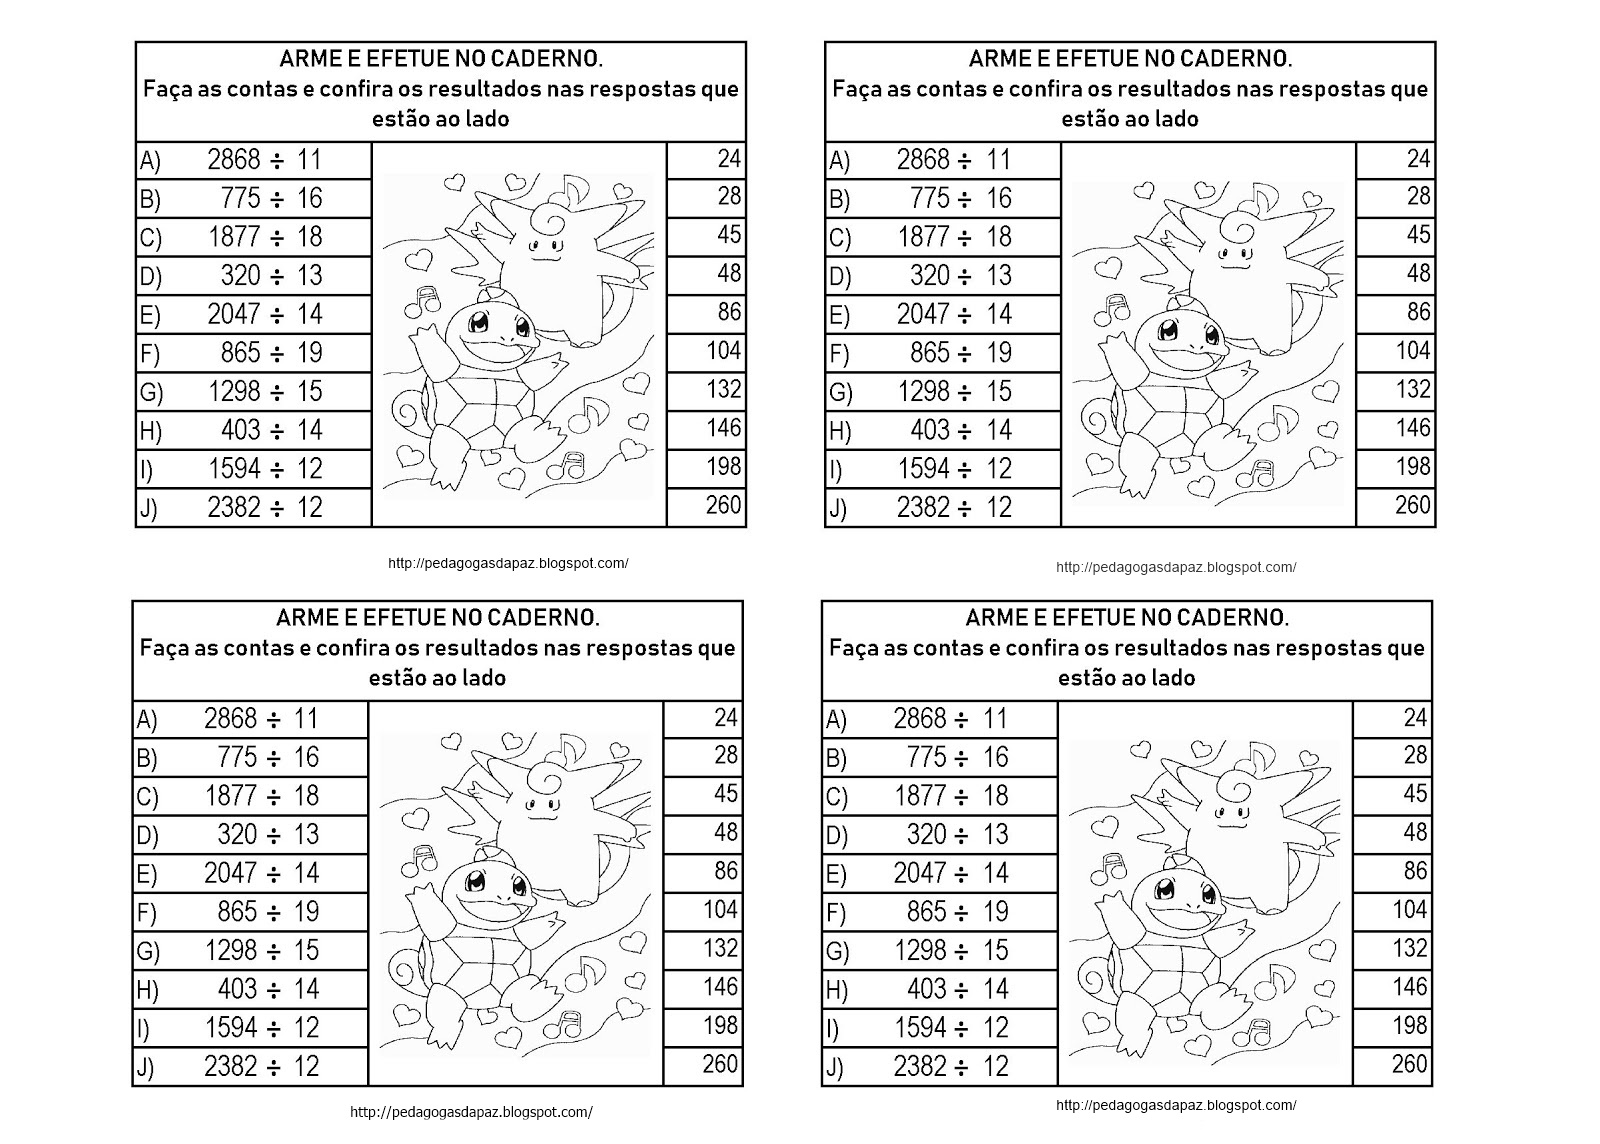 ARME E EFETUE NO CADERNO.
Faça as contas e confira os resultados nas respostas que
estão ao lado
A) 2868 ÷ 11 24
B) 775 ÷ 16 28
C) 1877 ÷ 18 45
D) 320 ÷ 13 48
E) 2047 ÷ 14 86
F) 865 ÷ 19 104
G) 1298 ÷ 15 132
H) 403 ÷ 14 146
I) 1594 ÷ 12 198
J) 2382 ÷ 12 260
http://pedagogasdapaz.blogspot.com/
ARME E EFETUE NO CADERNO.
Faça as contas e confira os resultados nas respostas que
estão ao lado
A) 2868 ÷ 11 24
B) 775 ÷ 16 28
C) 1877 ÷ 18 45
D) 320 ÷ 13 48
E) 2047 ÷ 14 86
F) 865 ÷ 19 104
G) 1298 ÷ 15 132
H) 403 ÷ 14 146
I) 1594 ÷ 12 198
J) 2382 ÷ 12 260
http://pedagogasdapaz.blogspot.com/
ARME E EFETUE NO CADERNO.
Faça as contas e confira os resultados nas respostas que
estão ao lado
A) 2868 ÷ 11 24
B) 775 ÷ 16 28
C) 1877 ÷ 18 45
D) 320 ÷ 13 48
E) 2047 ÷ 14 86
F) 865 ÷ 19 104
G) 1298 ÷ 15 132
H) 403 ÷ 14 146
I) 1594 ÷ 12 198
J) 2382 ÷ 12 260
http://pedagogasdapaz.blogspot.com/
ARME E EFETUE NO CADERNO.
Faça as contas e confira os resultados nas respostas que
estão ao lado
A) 2868 ÷ 11 24
B) 775 ÷ 16 28
C) 1877 ÷ 18 45
D) 320 ÷ 13 48
E) 2047 ÷ 14 86
F) 865 ÷ 19 104
G) 1298 ÷ 15 132
H) 403 ÷ 14 146
I) 1594 ÷ 12 198
J) 2382 ÷ 12 260
http://pedagogasdapaz.blogspot.com/